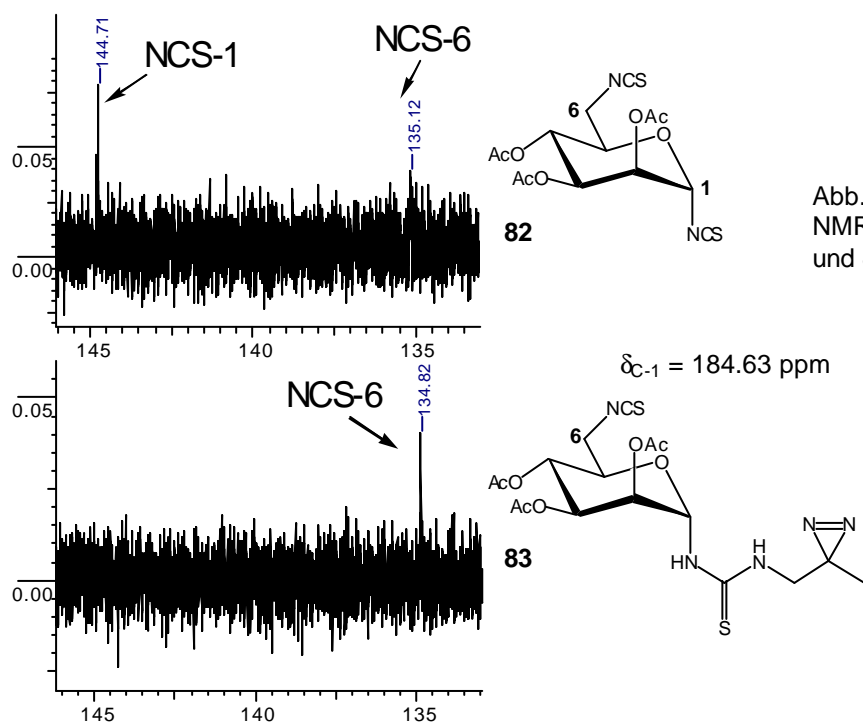 144.71
NCS-1
NCS-6
135.12
0.05
0.00
145
140
135
NCS
6
OAc
O
AcO
AcO
1
NCS
82
Abb.
NMR
und
δC-1 = 184.63 ppm
0.05
0.00
NCS-6
134.82
145
140
135
NCS
6
OAc
O
AcO
AcO
83
HN
H
N
S
N=N